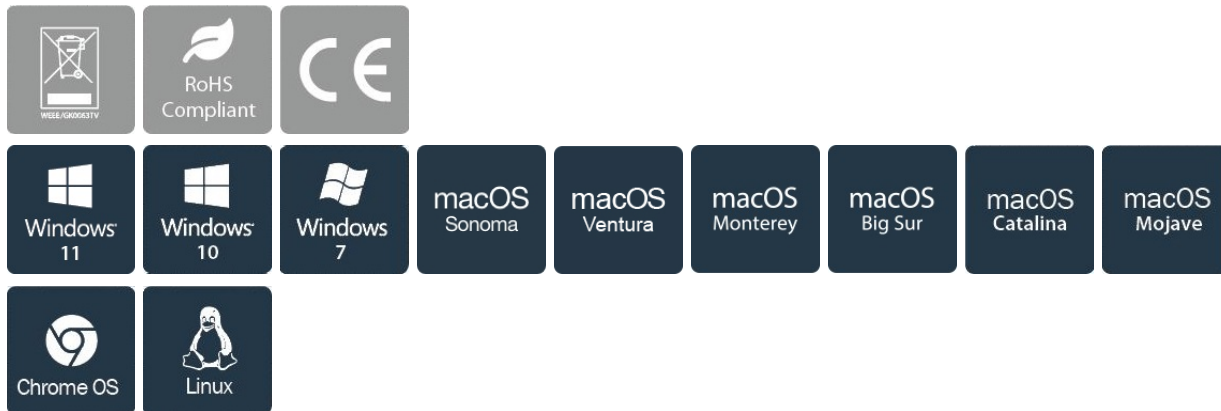 WEEE/GK0063TV
RoHS
Compliant
CE
Windows
11
Windows
10
Windows
7
macOS
Sonoma
macOS
Ventura
macOS
Monterey
macOS
Big Sur
macOS
Catalina
macOS
Mojave
Chrome OS
Linux